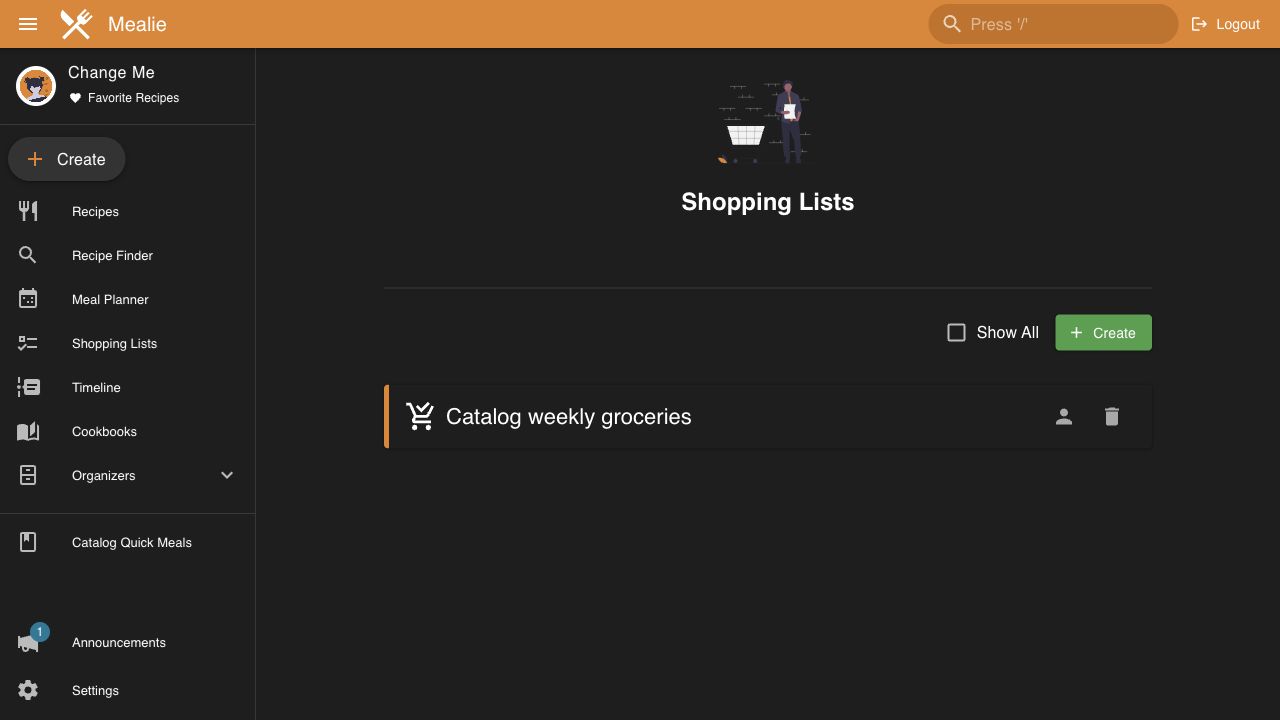 Mealie
Press '/'
Logout
Change Me
Favorite Recipes
Create
Recipes
Recipe Finder
Meal Planner
Shopping Lists
Timeline
Cookbooks
Organizers
Catalog Quick Meals
1
Announcements
Settings
Shopping Lists
Show All
Create
Catalog weekly groceries